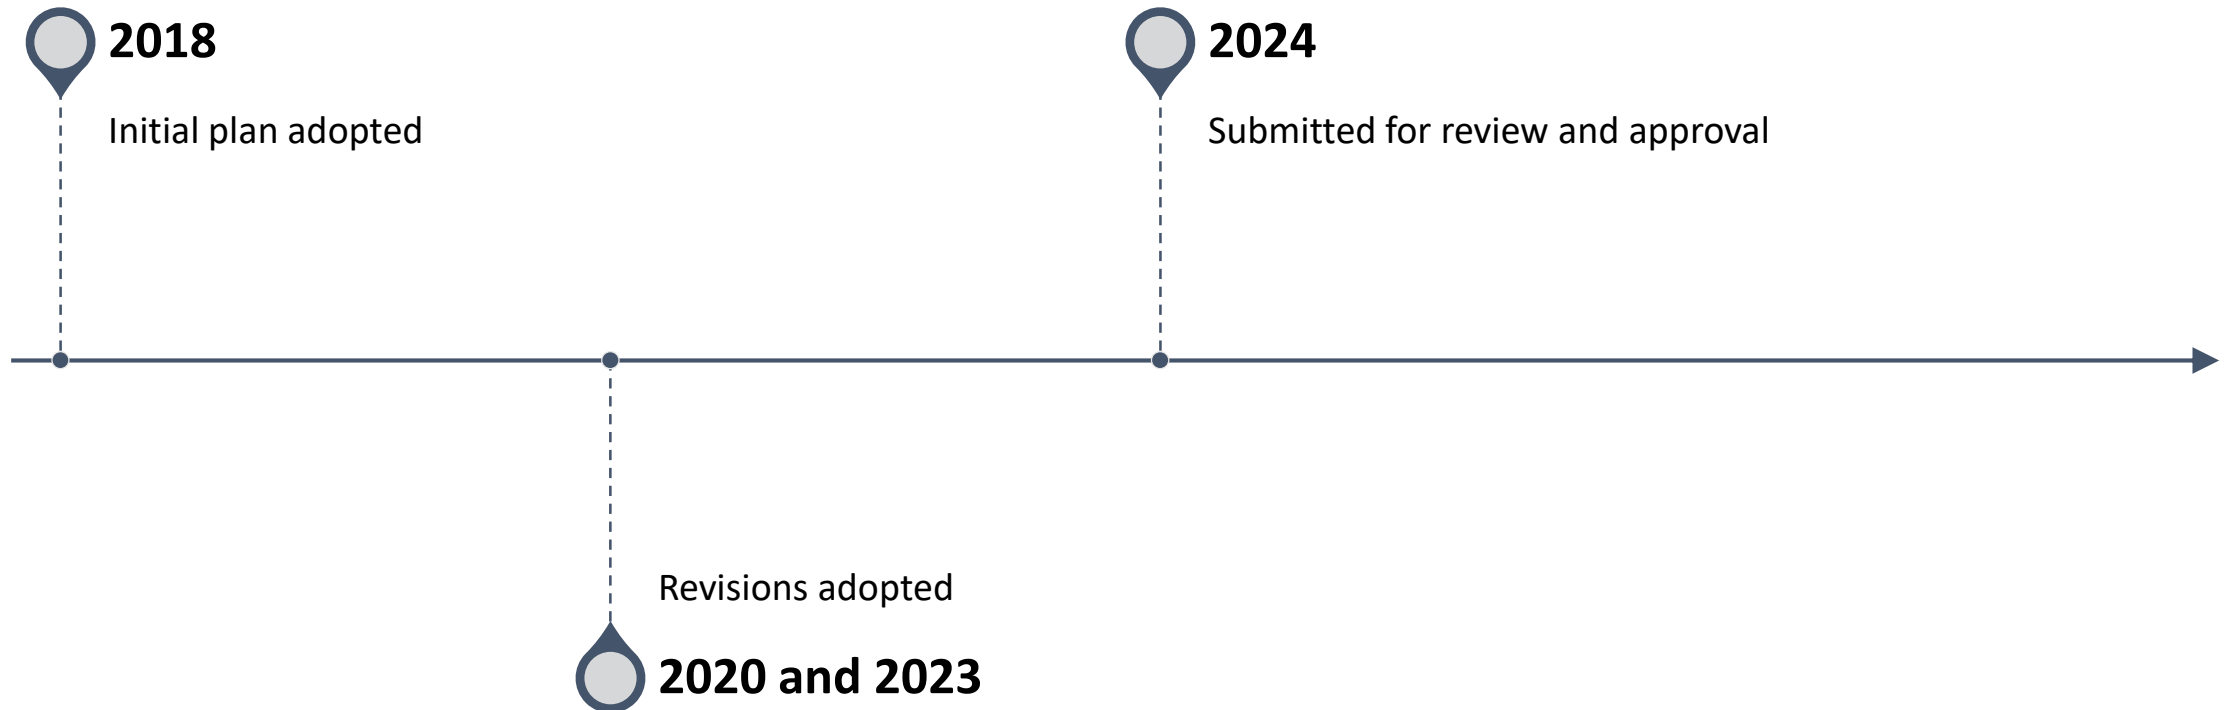 2018
Initial plan adopted
Revisions adopted
2020 and 2023
2024
Submitted for review and approval